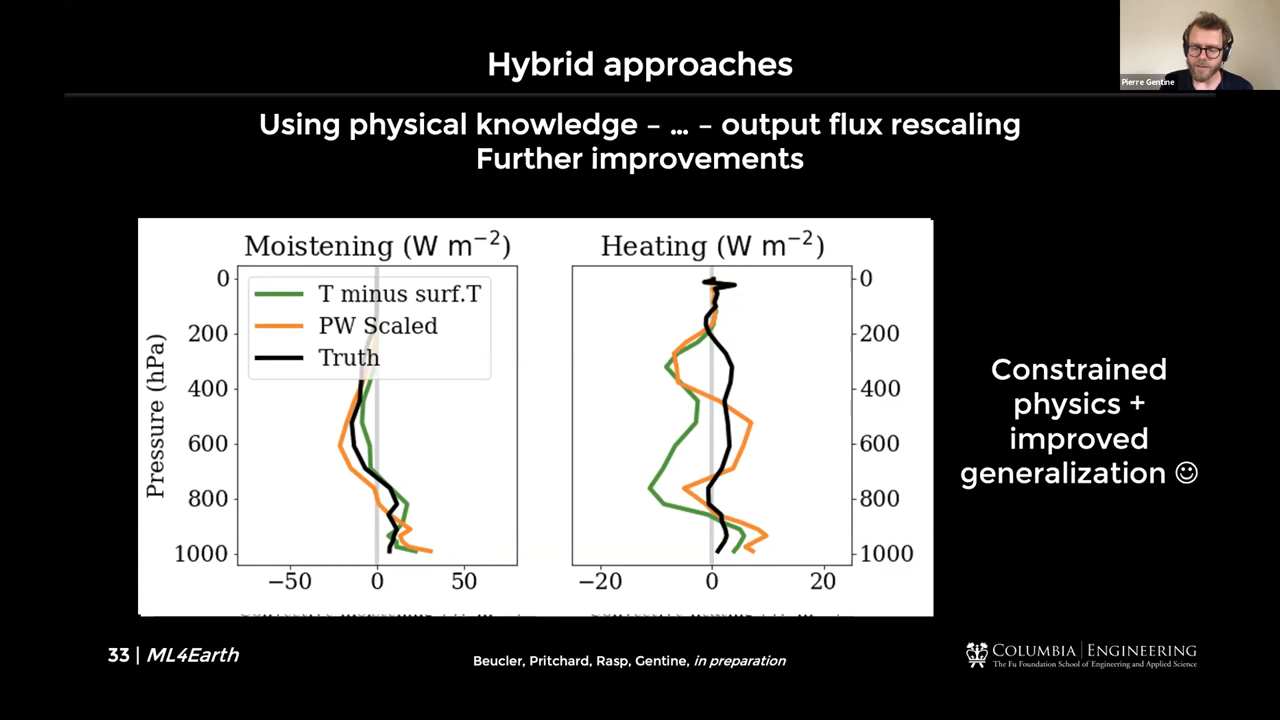 Hybrid approaches
Pierre Gentine
Using physical knowledge – ... – output flux rescaling
Further improvements
Moistening (W m⁻²)
Heating (W m⁻²)
T minus surf.T
PW Scaled
Truth
Pressure (hPa)
0
200
400
600
800
1000
−50
0
50
0
200
400
600
800
1000
−20
0
20
Constrained
physics +
improved
generalization ☺
33 | ML4Earth
Beucler, Pritchard, Rasp, Gentine, in preparation
COLUMBIA | ENGINEERING
The Fu Foundation School of Engineering and Applied Science